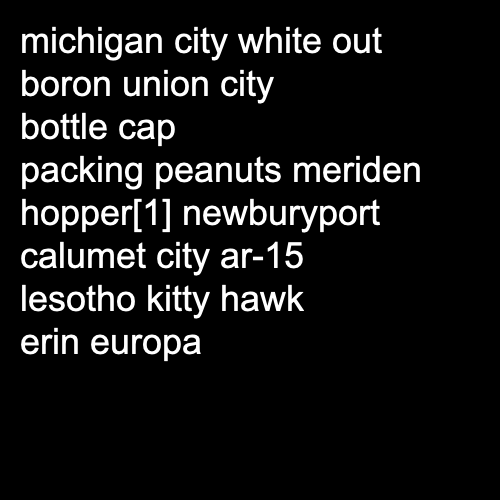 michigan city white out
boron union city
bottle cap
packing peanuts meriden
hopper[1] newburyport
calumet city ar-15
lesotho kitty hawk
erin europa